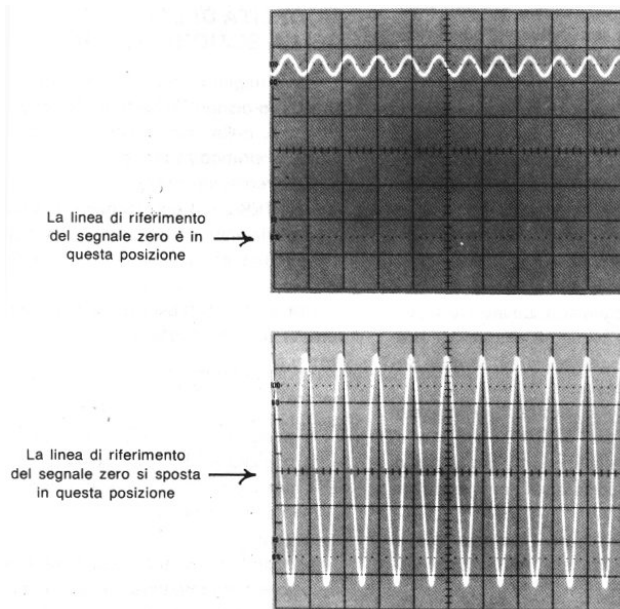 La linea di riferimento
del segnale zero è in
questa posizione
La linea di riferimento
del segnale zero si sposta
in questa posizione